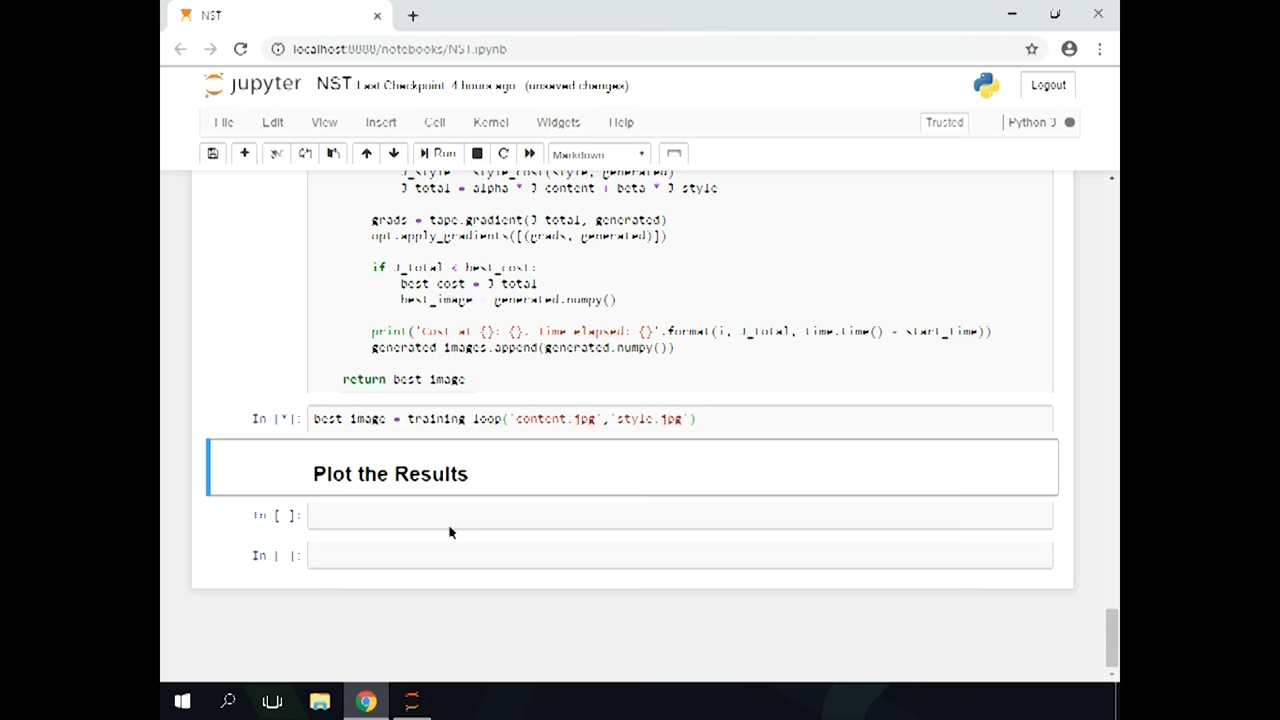 NST
localhost:8888/notebooks/NST.ipynb
jupyter NST Last Checkpoint 4 hours ago (unsaved changes)
Logout
File Edit View Insert Cell Kernel Widgets Help
Trusted
Python 3
Run
Markdown
J_style = style_cost(style, generated)
J_total = alpha * J_content + beta * J_style
grads = tape.gradient(J_total, generated)
opt.apply_gradients([(grads, generated)])
if J_total < best_cost:
best_cost = J_total
best_image = generated.numpy()
print('Cost at {}: {}. Time elapsed: {}'.format(i, J_total, time.time() - start_time))
generated_images.append(generated.numpy())
return best_image
In [*]: best_image = training_loop('content.jpg','style.jpg')
Plot the Results
In [ ]:
In [ ]: